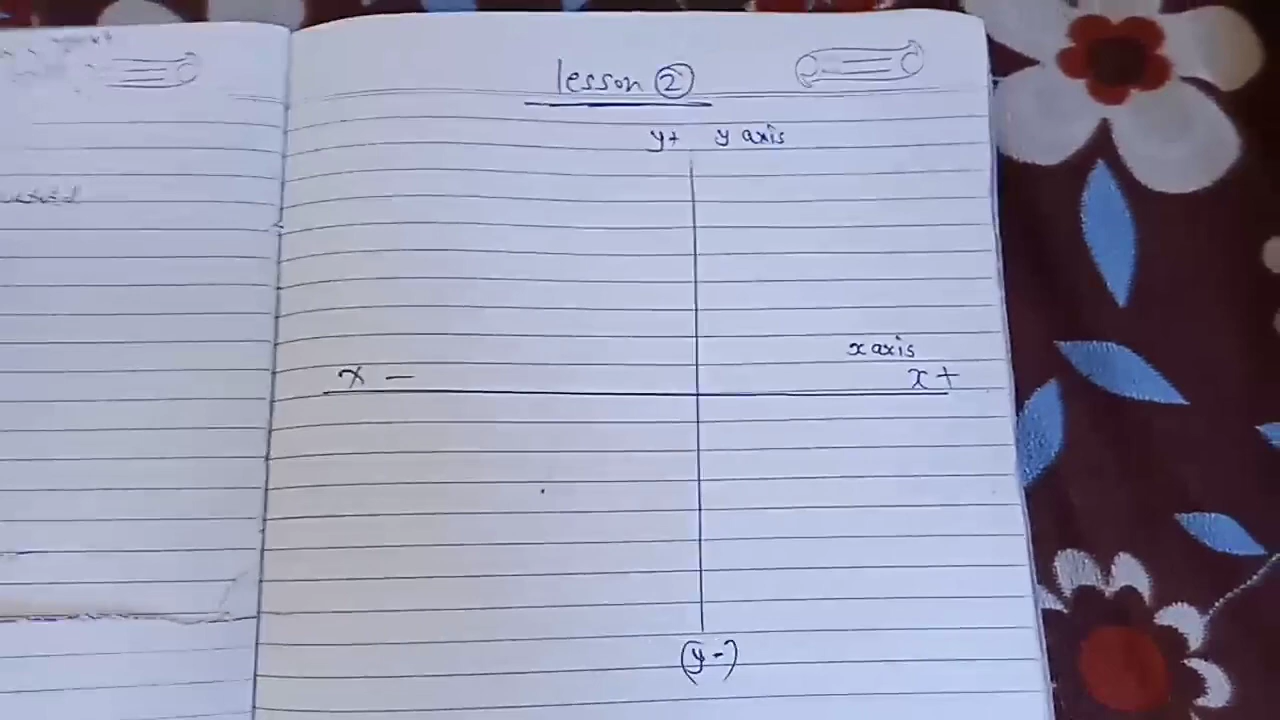 lesson ②
y+ y axis
x axis
x - x +
(y -)